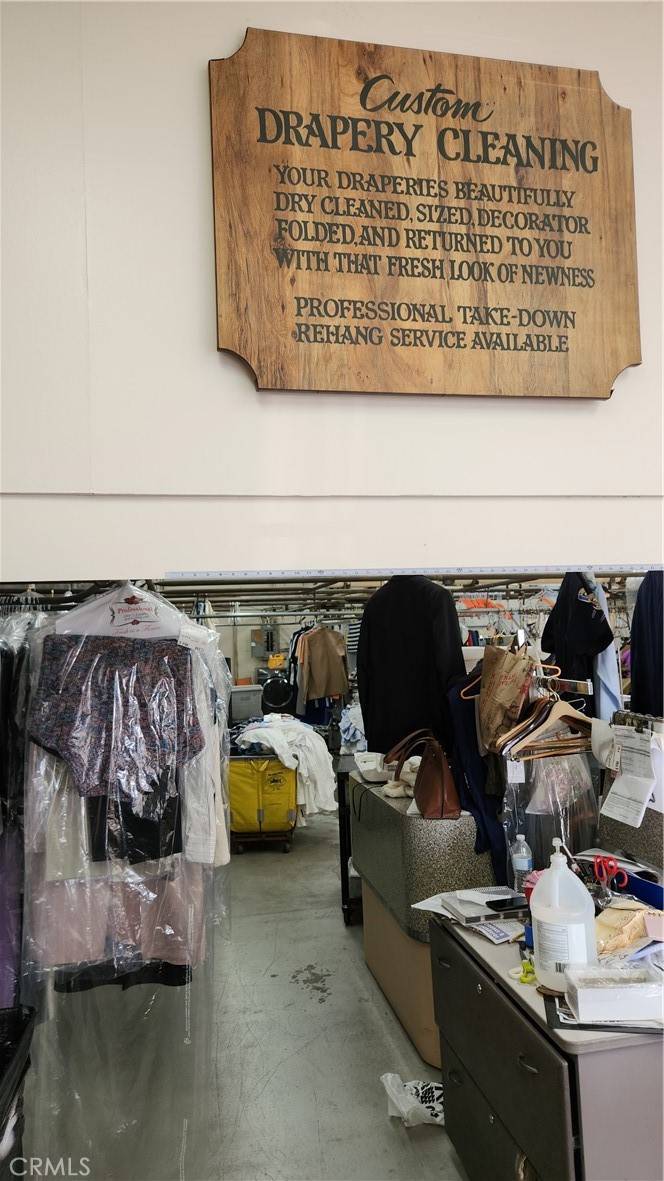 Custom
DRAPERY CLEANING
YOUR DRAPERIES BEAUTIFULLY
DRY CLEANED, SIZED, DECORATOR
FOLDED, AND RETURNED TO YOU
WITH THAT FRESH LOOK OF NEWNESS
PROFESSIONAL TAKE-DOWN
REHANG SERVICE AVAILABLE
Professional
CRMLS